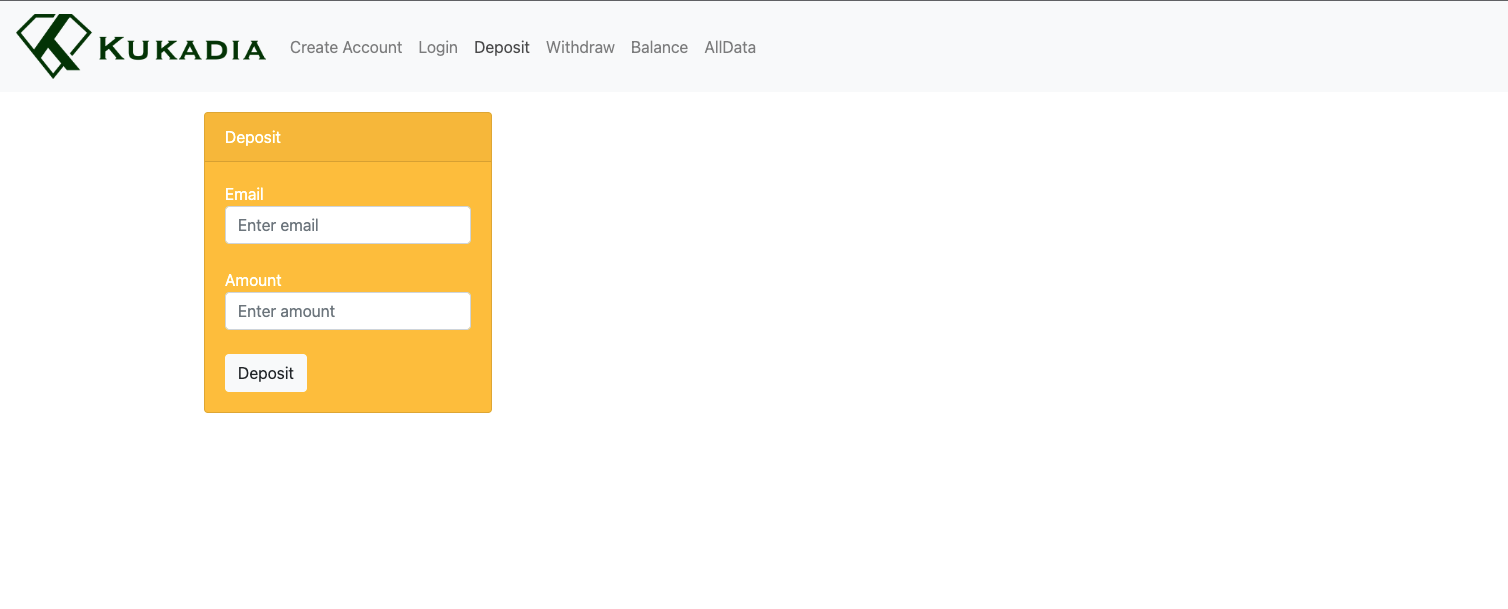 KUKADIA Create Account Login Deposit Withdraw Balance AllData
Deposit
Email
Enter email
Amount
Enter amount
Deposit